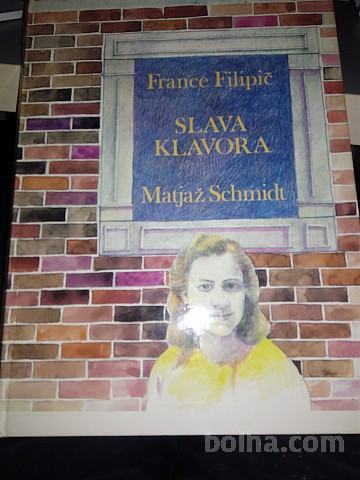 France Filipič
SLAVA
KLAVORA
Matjaž Schmidt
bolha.com